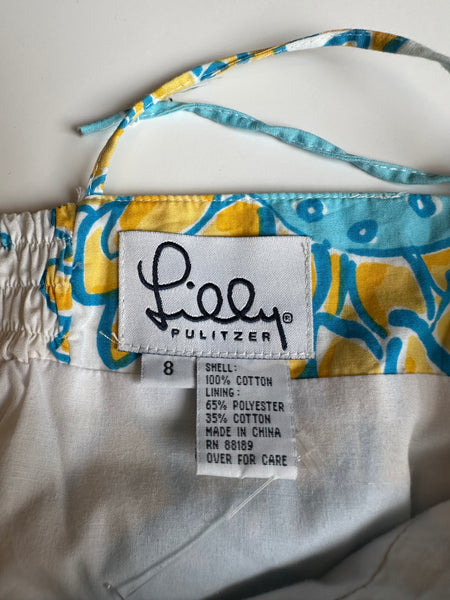 Lilly®
PULITZER
8
SHELL:
100% COTTON
LINING:
65% POLYESTER
35% COTTON
MADE IN CHINA
RN 88189
OVER FOR CARE